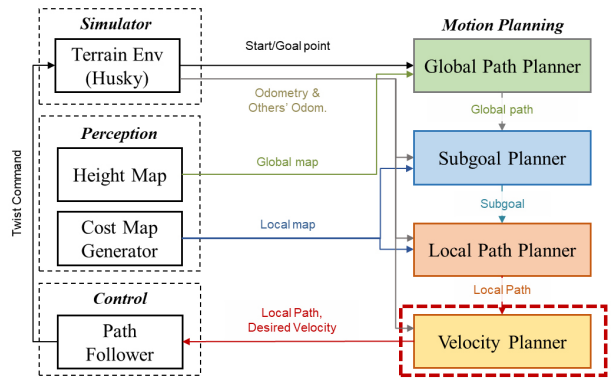 Simulator
Motion Planning
Terrain Env
(Husky)
Start/Goal point
Global Path Planner
Odometry &
Others' Odom.
Global path
Perception
Height Map
Global map
Subgoal Planner
Twist Command
Subgoal
Cost Map
Generator
Local map
Local Path Planner
Local Path
Control
Path
Follower
Local Path,
Desired Velocity
Velocity Planner